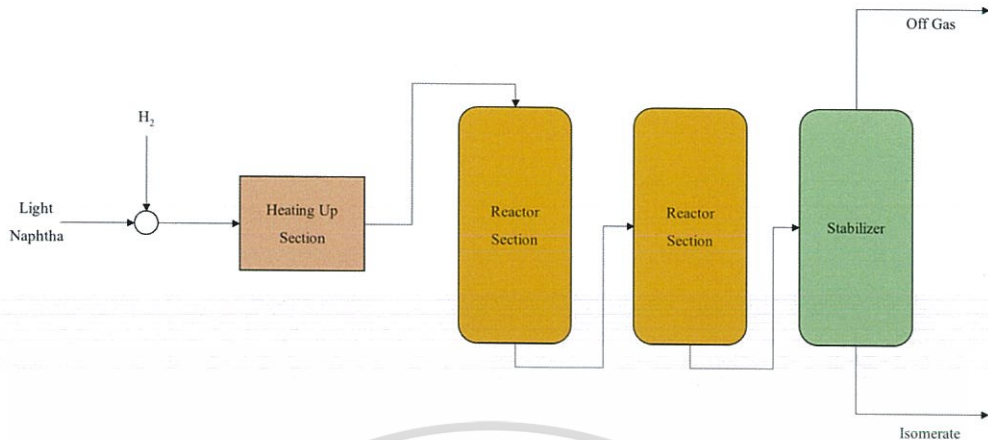 Off Gas
H₂
Light
Naphtha
Heating Up
Section
Reactor
Section
Reactor
Section
Stabilizer
Isomerate